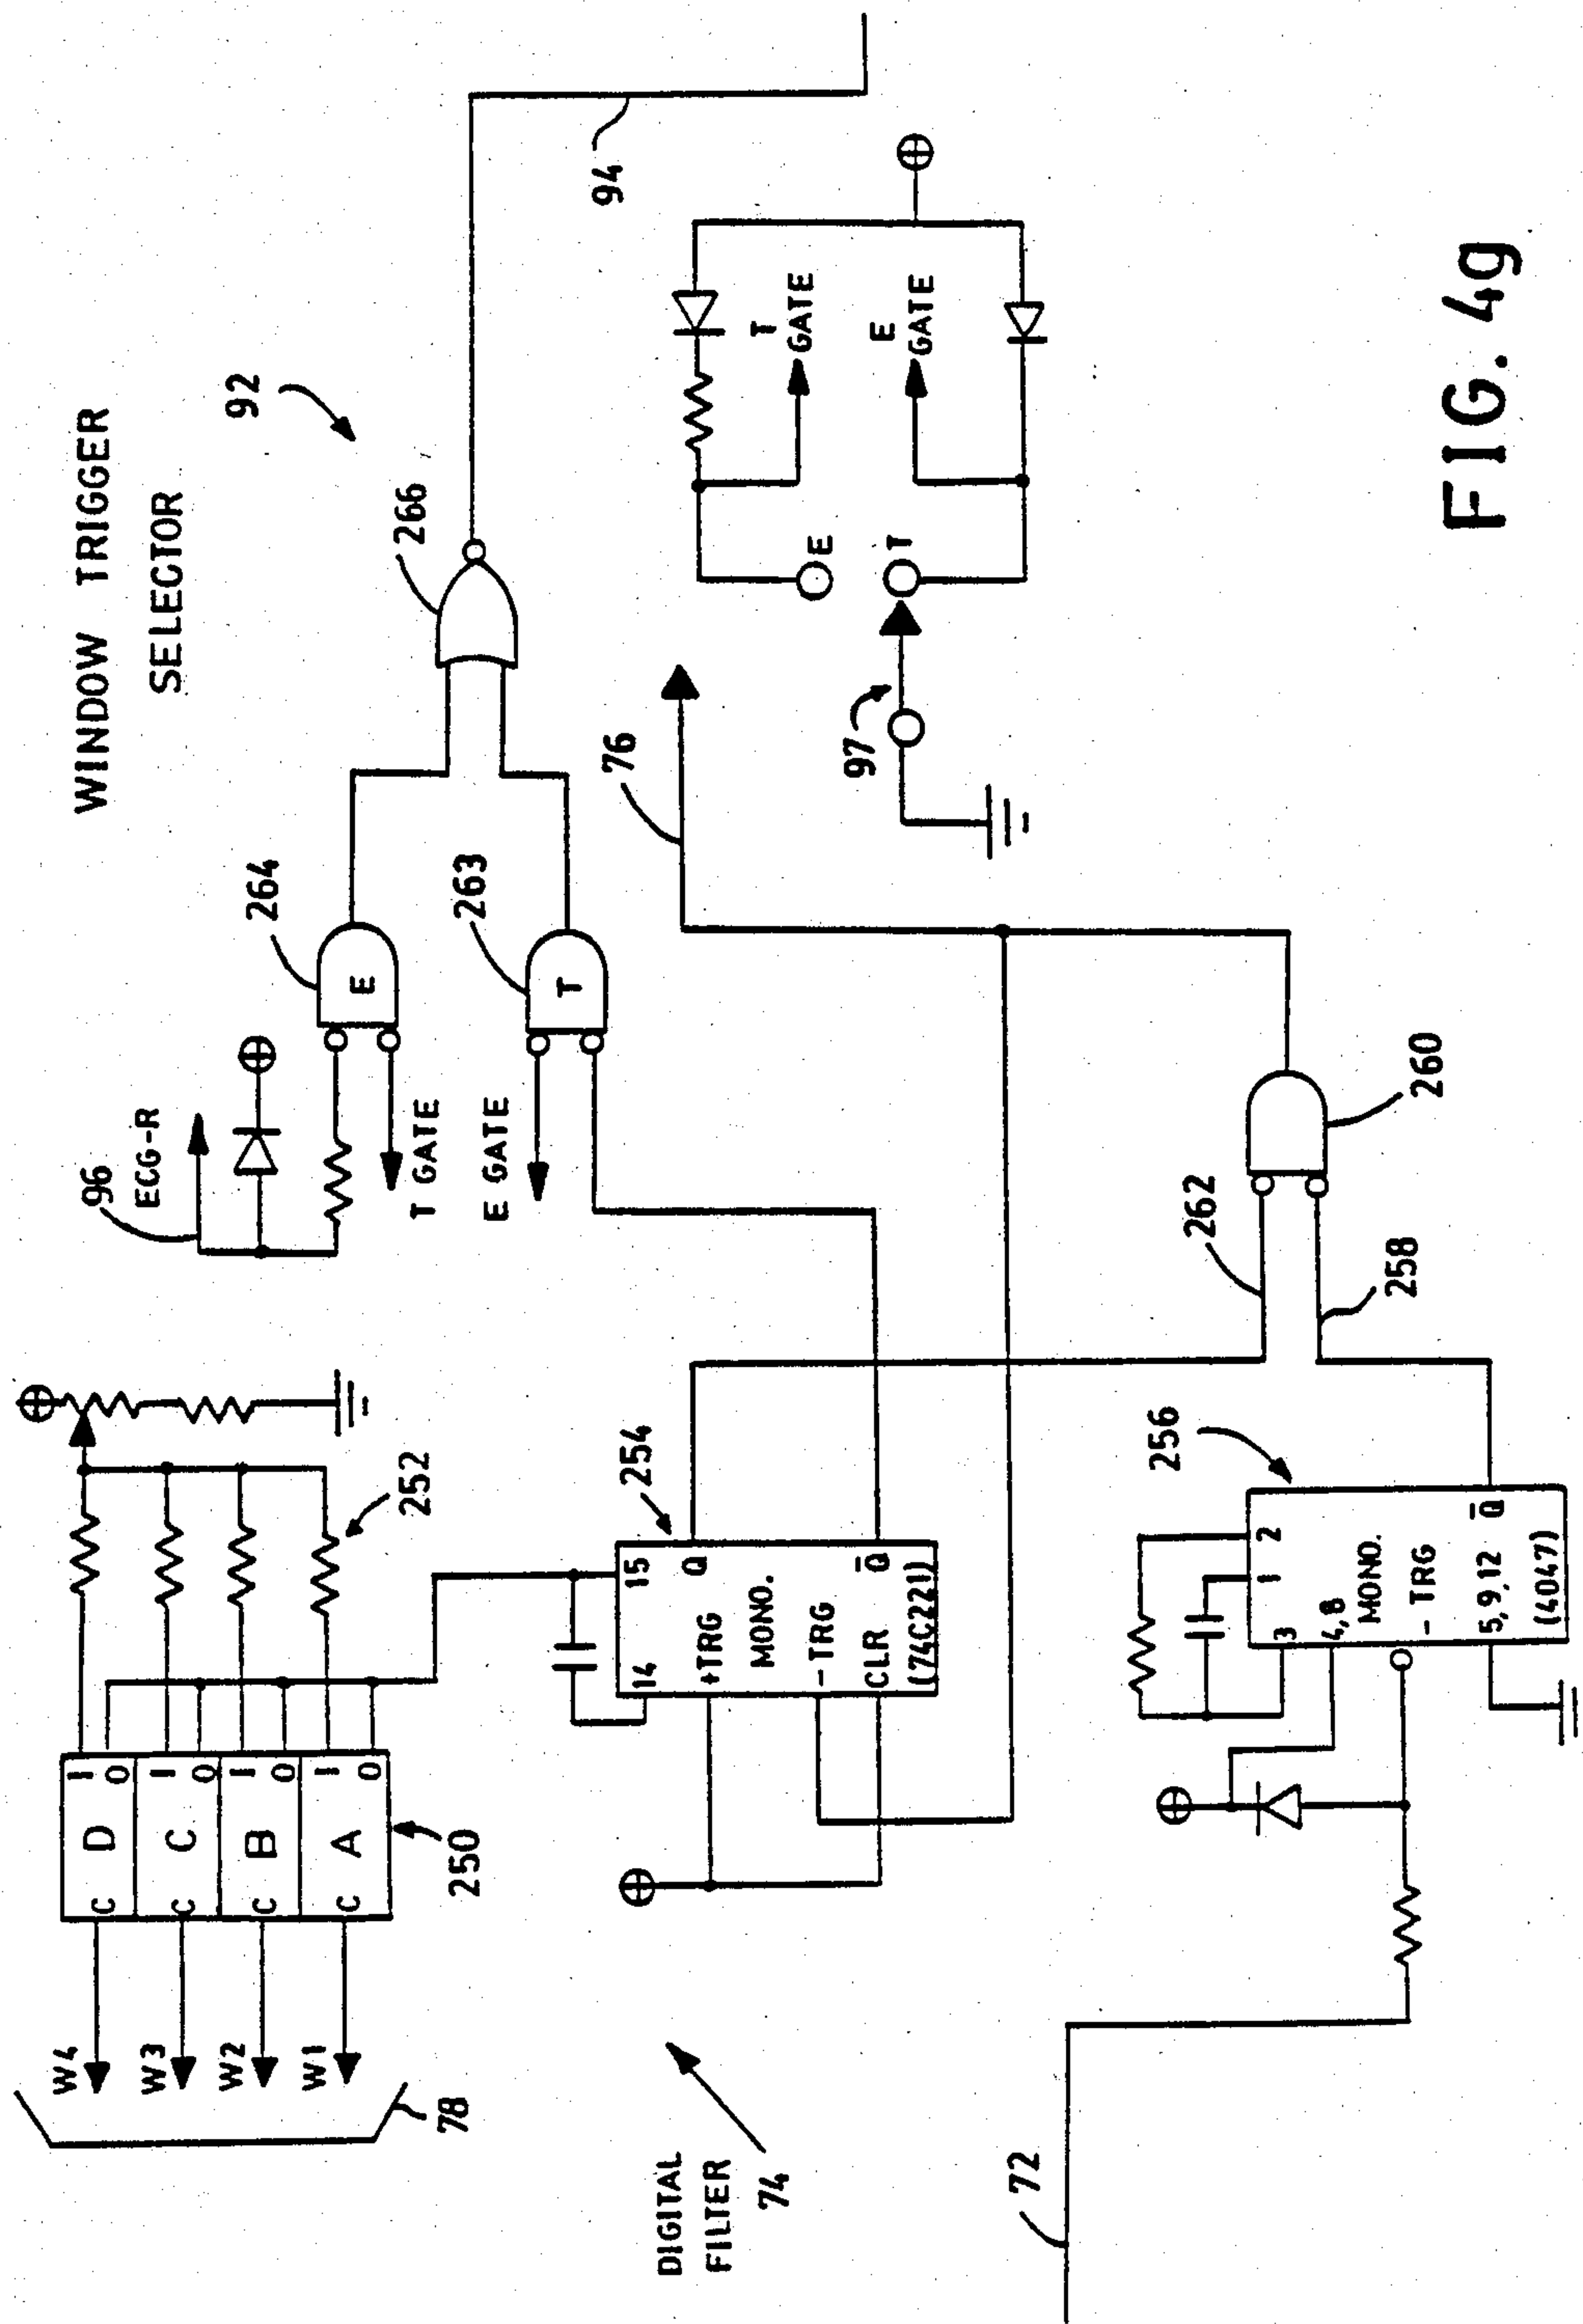 WINDOW TRIGGER
SELECTOR
92
W4
W3
W2
W1
78
D
C
B
A
C
C
C
C
I
O
I
O
I
O
I
O
250
252
96
ECG-R
264
E
T GATE
E GATE
263
T
266
94
254
14
15
+TRG
Q
MONO.
-TRG
CLR
Q̅
(74C221)
76
97
E
T
T
GATE
E
GATE
DIGITAL
FILTER
74
72
256
3
1
2
4,8
MONO.
-TRG
5,9,12
Q̅
(4047)
262
258
260
FIG. 4g